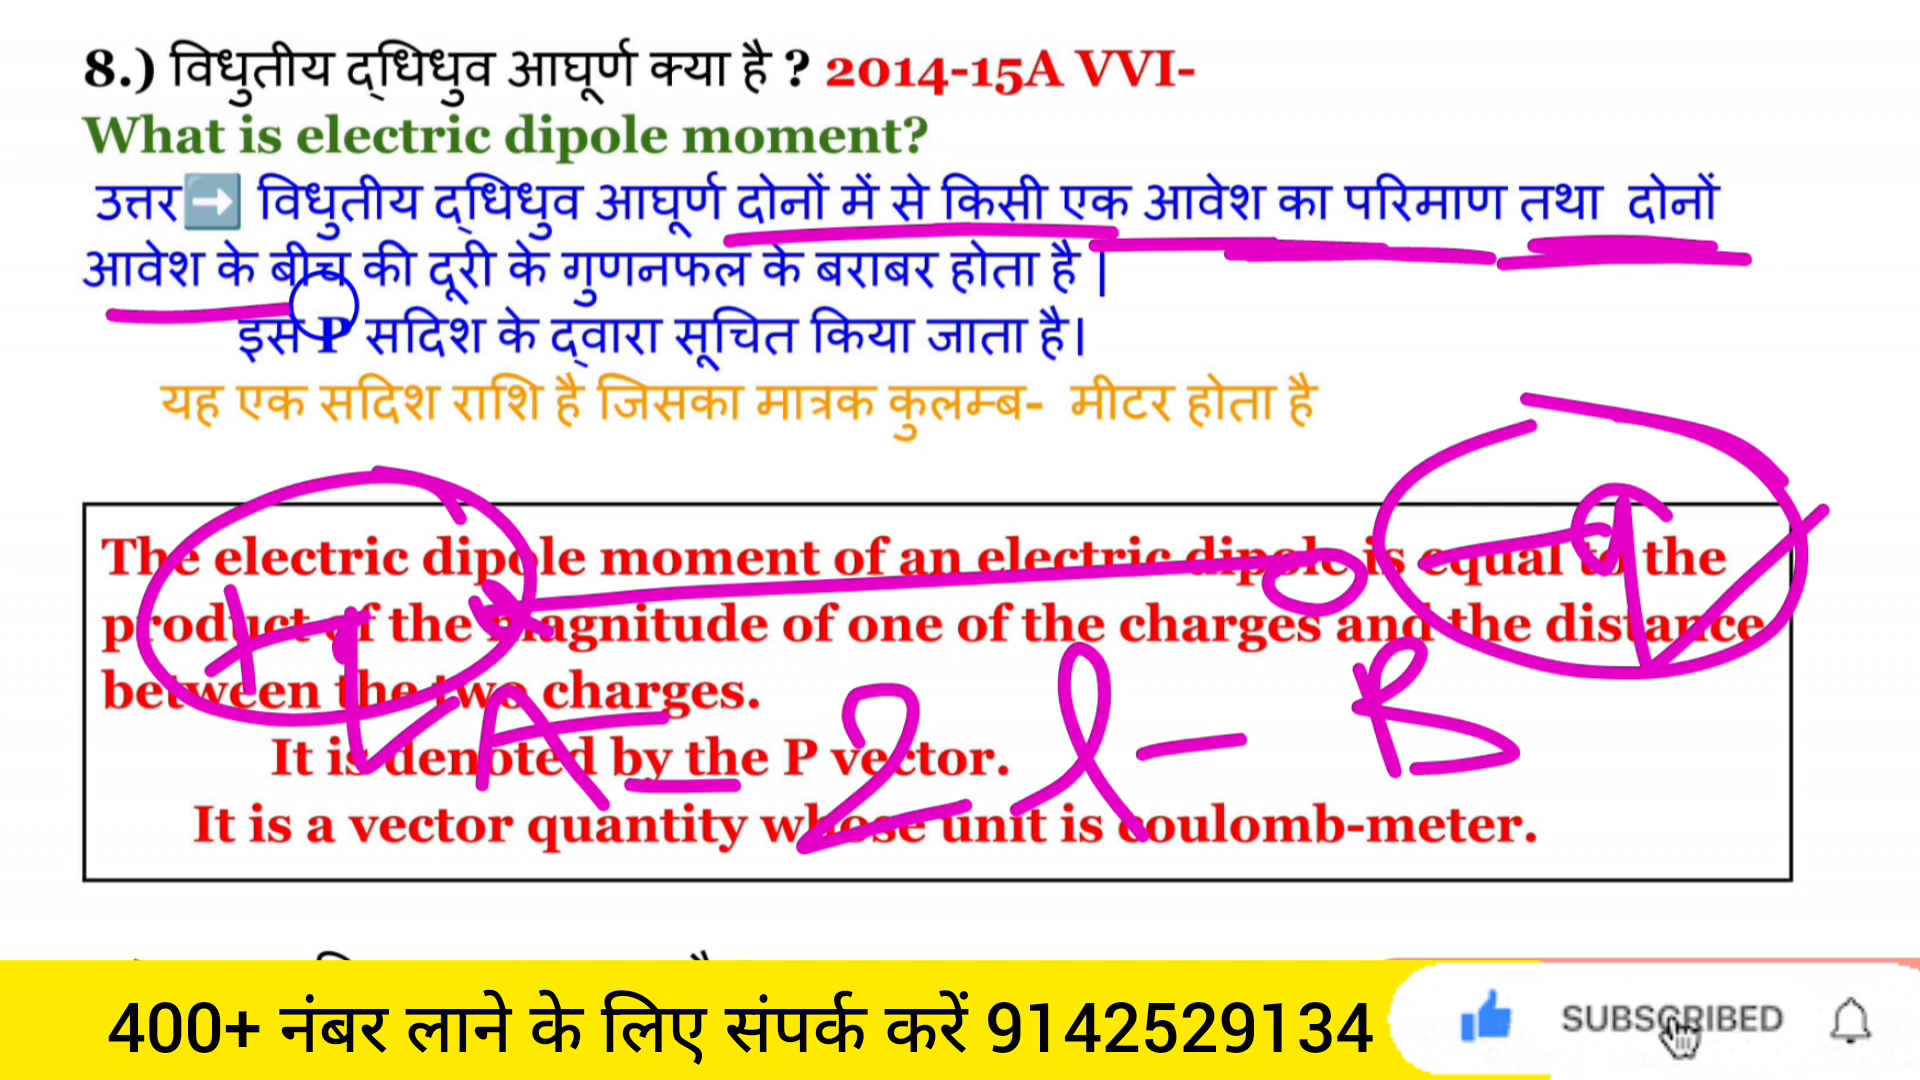 8.) विधुतीय द्धिधुव आघूर्ण क्या है ? 2014-15A VVI-
What is electric dipole moment?
उत्तर➡️ विधुतीय द्धिधुव आघूर्ण दोनों में से किसी एक आवेश का परिमाण तथा दोनों
आवेश के बीच की दूरी के गुणनफल के बराबर होता है |
इसे P सदिश के द्वारा सूचित किया जाता है।
यह एक सदिश राशि है जिसका मात्रक कुलम्ब- मीटर होता है
The electric dipole moment of an electric dipole is equal to the
product of the magnitude of one of the charges and the distance
between the two charges.
It is denoted by the P vector.
It is a vector quantity whose unit is coulomb-meter.
+q -q
A - 2l - B
400+ नंबर लाने के लिए संपर्क करें 9142529134
SUBSCRIBED